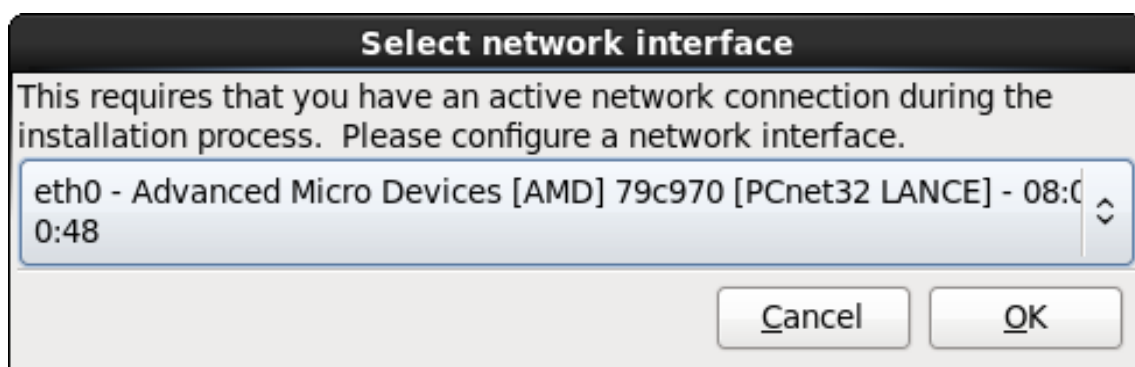 Select network interface
This requires that you have an active network connection during the
installation process.  Please configure a network interface.
eth0 - Advanced Micro Devices [AMD] 79c970 [PCnet32 LANCE] - 08:0
0:48
Cancel
OK